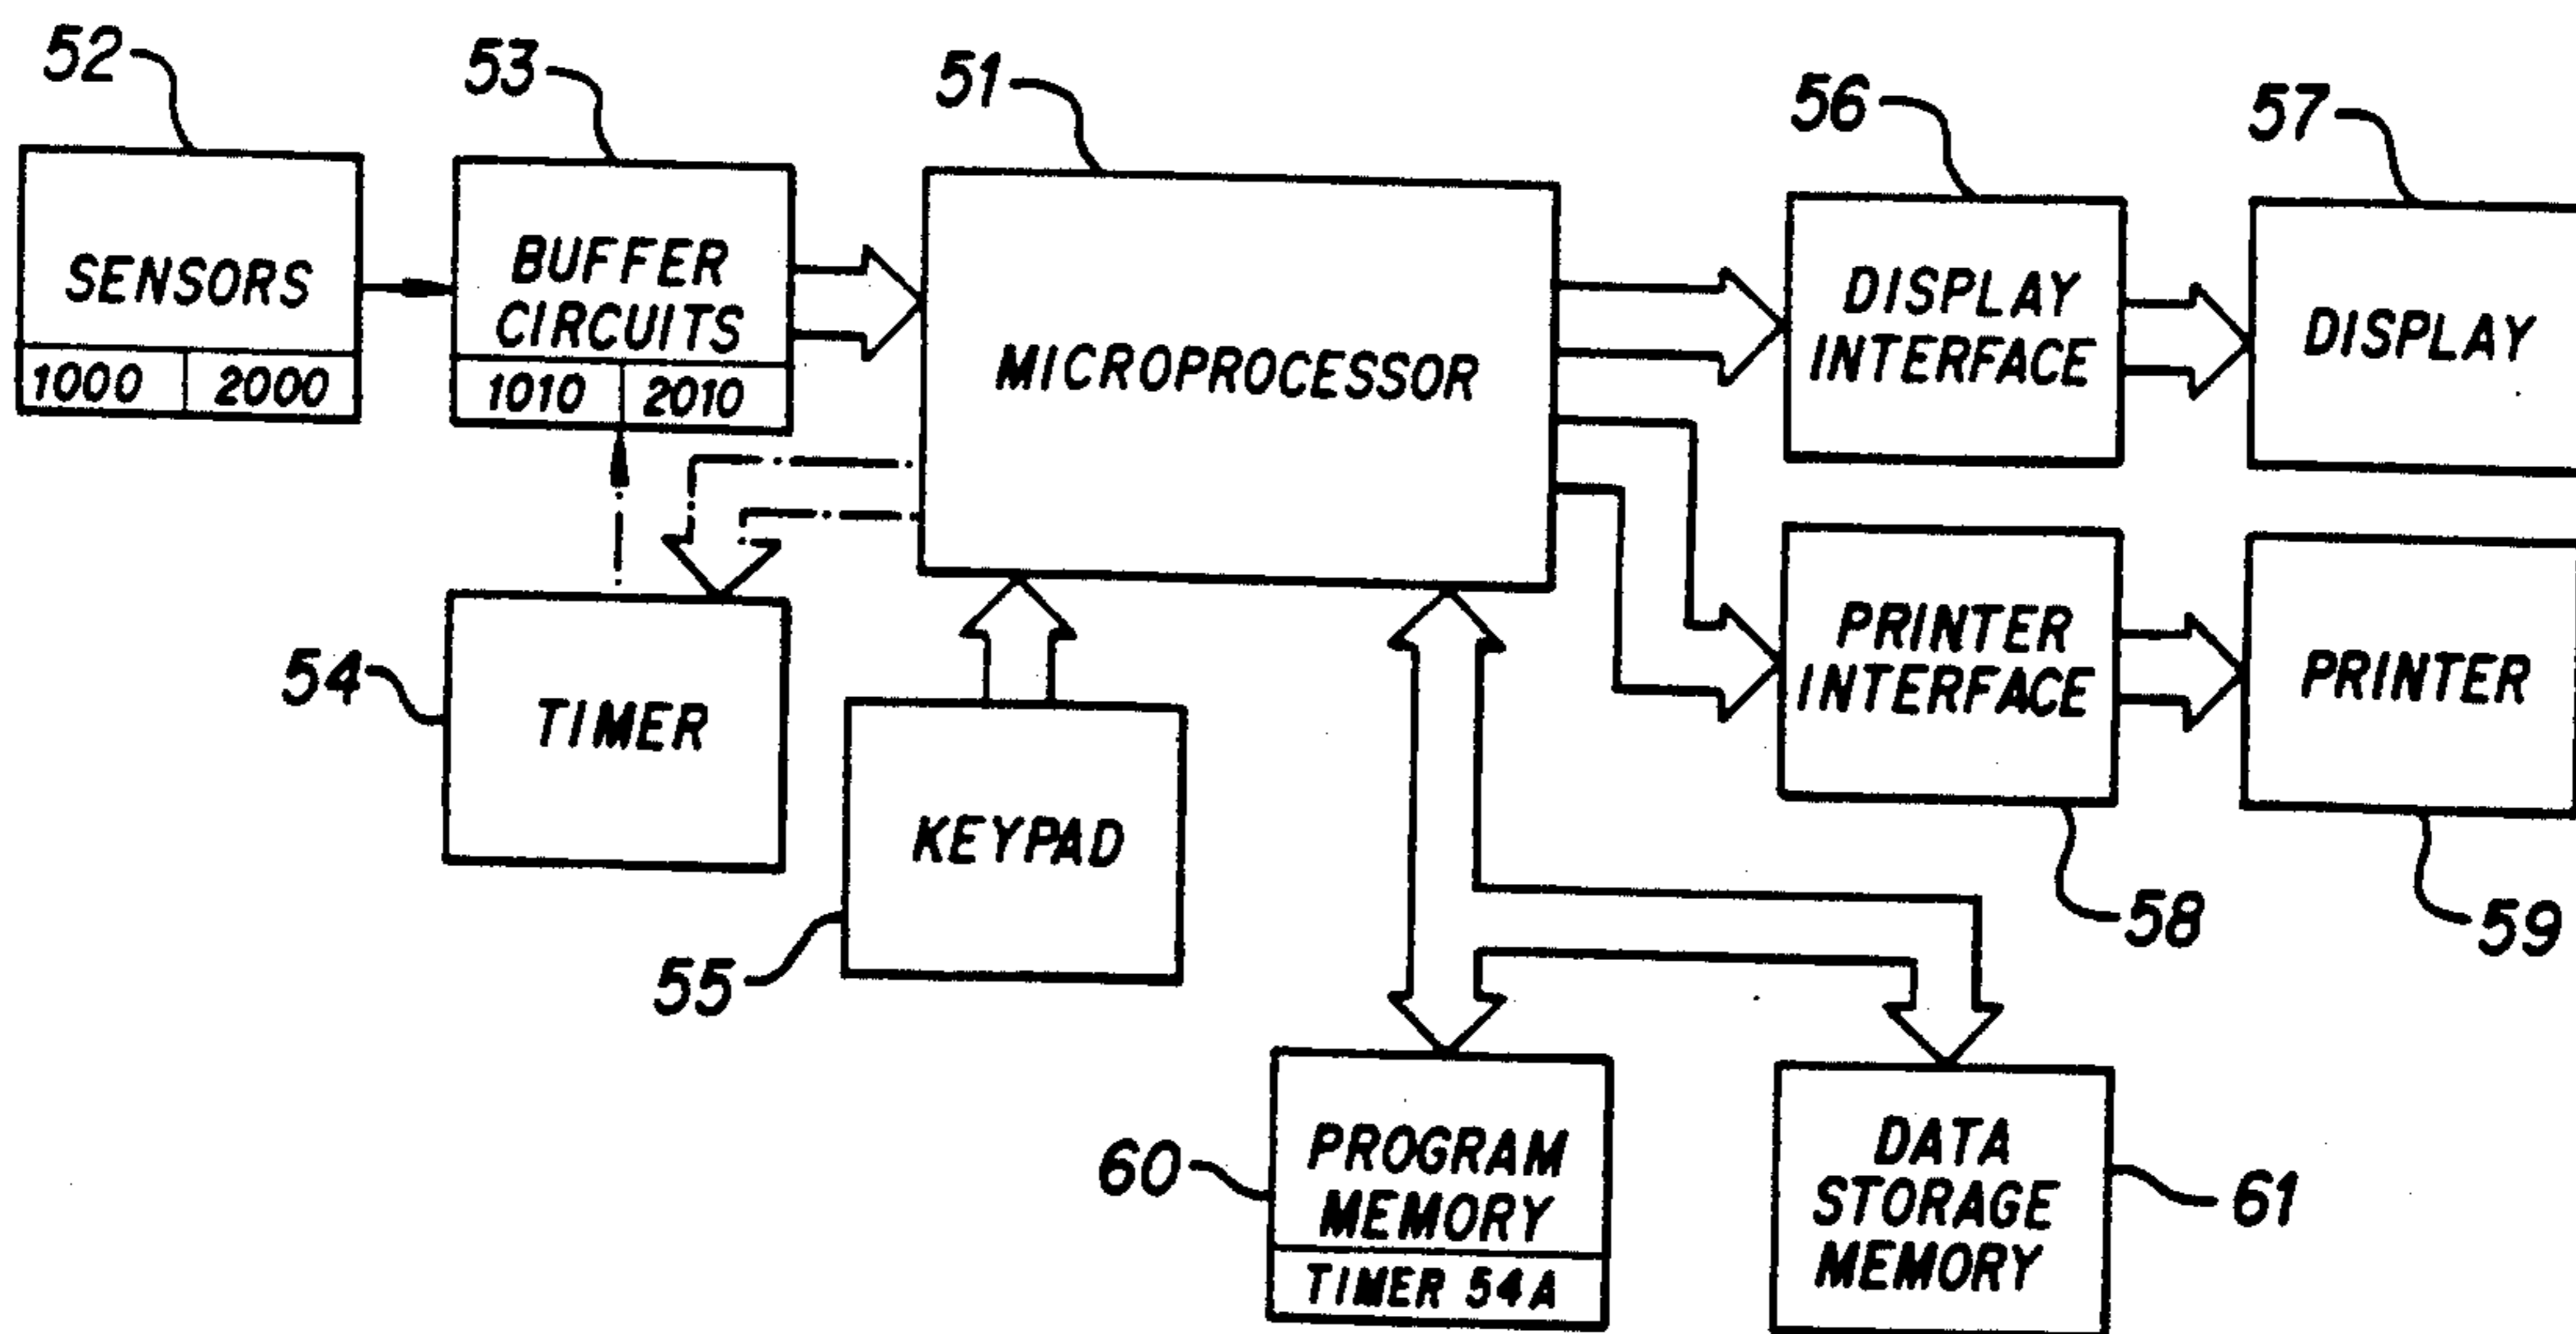 52
53
51
56
57
SENSORS
1000 2000
BUFFER
CIRCUITS
1010 2010
MICROPROCESSOR
DISPLAY
INTERFACE
DISPLAY
54
TIMER
55
KEYPAD
PRINTER
INTERFACE
58
PRINTER
59
60
PROGRAM
MEMORY
TIMER 54A
DATA
STORAGE
MEMORY
61